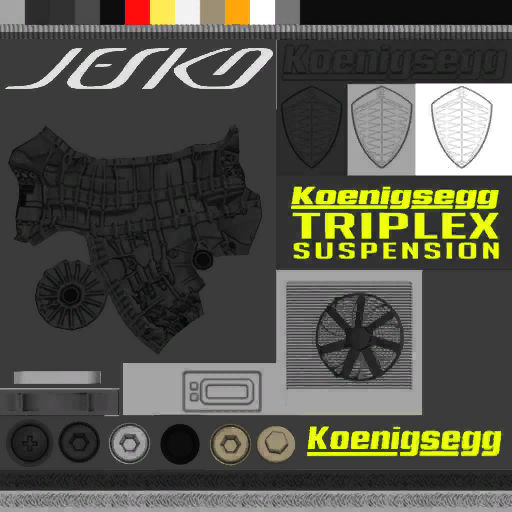 JESKO
Koenigsegg
Koenigsegg
TRIPLEX
SUSPENSION
Koenigsegg